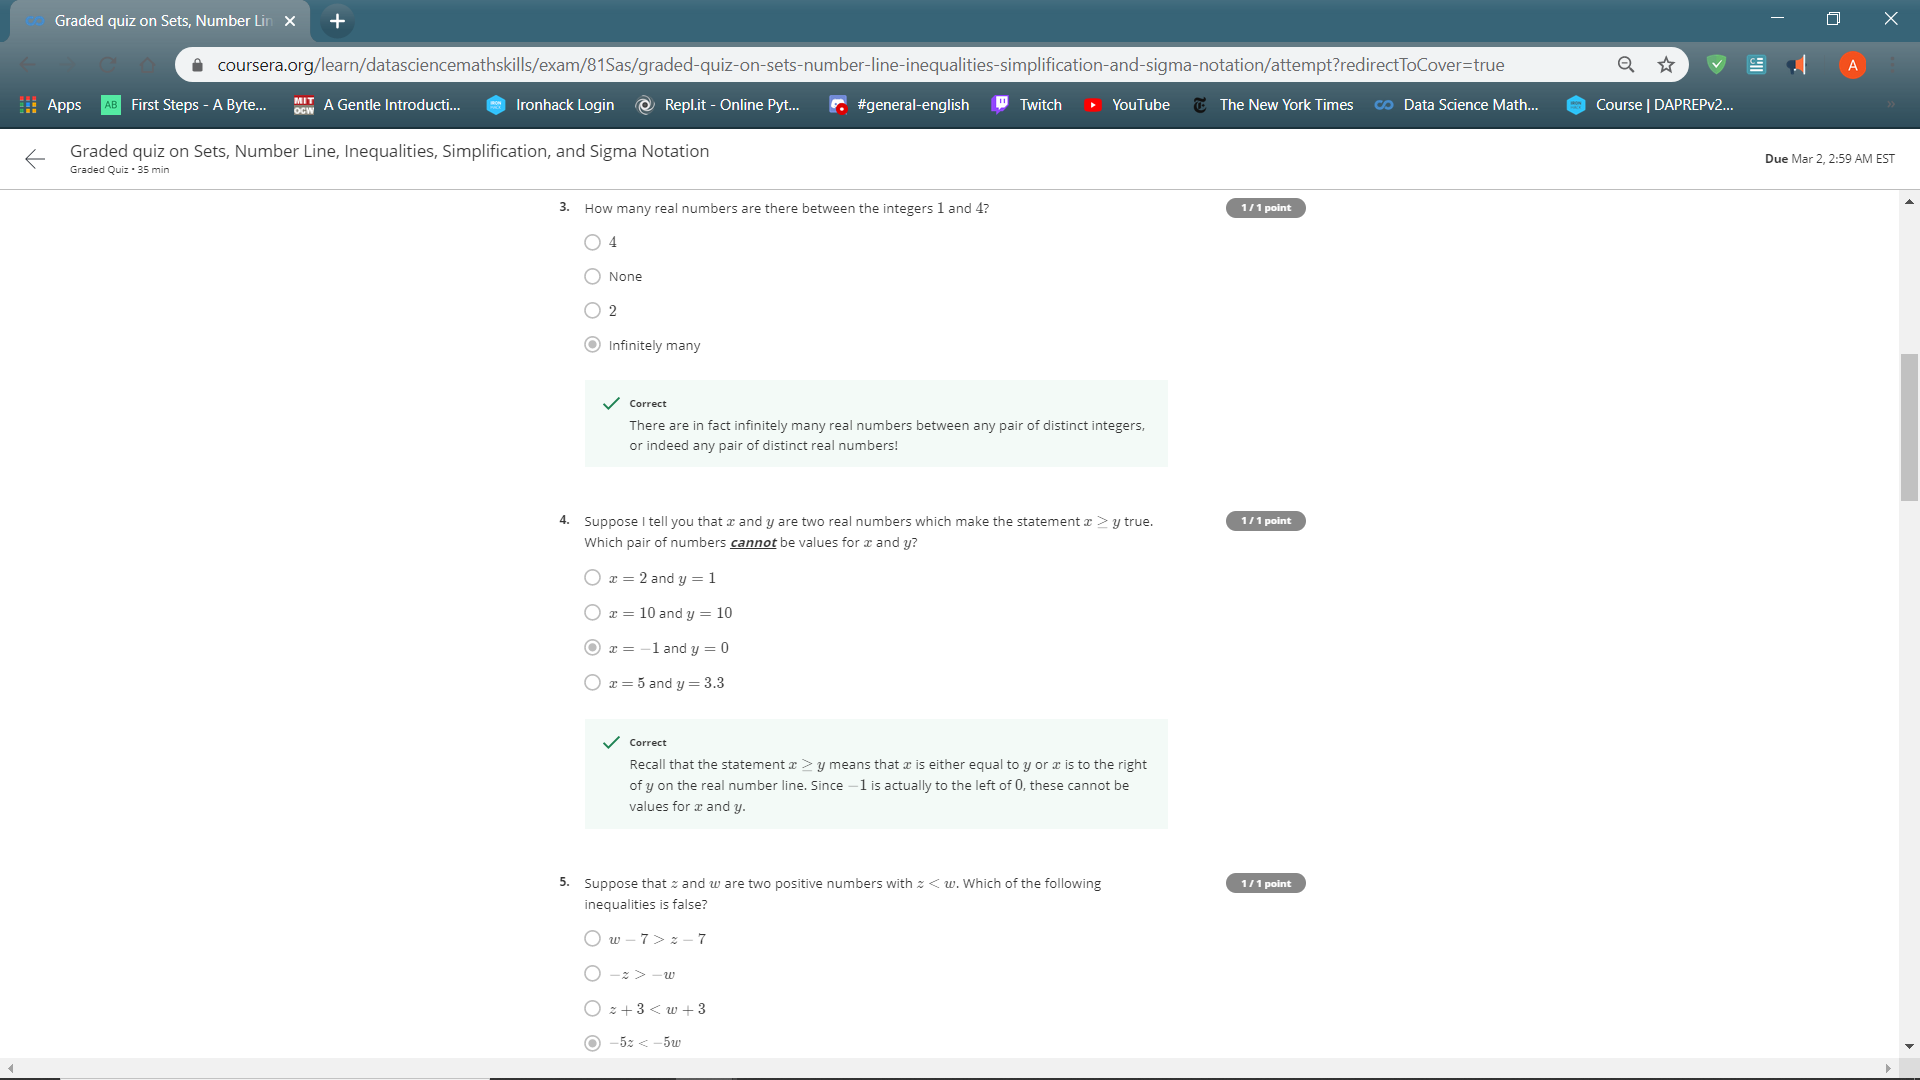 Graded quiz on Sets, Number Lin
coursera.org/learn/datasciencemathskills/exam/81Sas/graded-quiz-on-sets-number-line-inequalities-simplification-and-sigma-notation/attempt?redirectToCover=true
A
Apps AB First Steps - A Byte... MIT OCW A Gentle Introducti... Ironhack Login Repl.it - Online Pyt... #general-english Twitch YouTube The New York Times Data Science Math... Course | DAPREPv2... »
Graded quiz on Sets, Number Line, Inequalities, Simplification, and Sigma Notation
Graded Quiz • 35 min
Due Mar 2, 2:59 AM EST
3. How many real numbers are there between the integers 1 and 4?
1 / 1 point
4
None
2
Infinitely many
Correct
There are in fact infinitely many real numbers between any pair of distinct integers,
or indeed any pair of distinct real numbers!
4. Suppose I tell you that x and y are two real numbers which make the statement x ≥ y true.
1 / 1 point
Which pair of numbers cannot be values for x and y?
x = 2 and y = 1
x = 10 and y = 10
x = −1 and y = 0
x = 5 and y = 3.3
Correct
Recall that the statement x ≥ y means that x is either equal to y or x is to the right
of y on the real number line. Since −1 is actually to the left of 0, these cannot be
values for x and y.
5. Suppose that z and w are two positive numbers with z < w. Which of the following
1 / 1 point
inequalities is false?
w − 7 > z − 7
−z > −w
z + 3 < w + 3
−5z < −5w